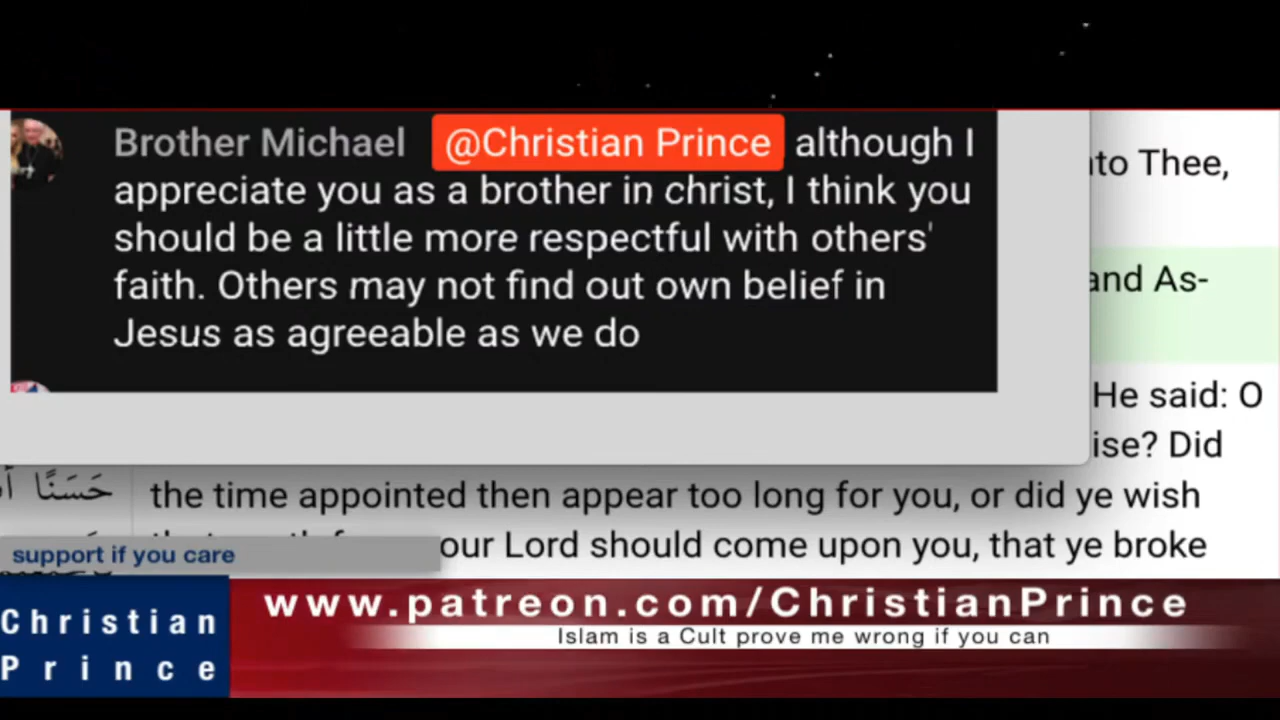 Brother Michael @Christian Prince although I
appreciate you as a brother in christ, I think you
should be a little more respectful with others'
faith. Others may not find out own belief in
Jesus as agreeable as we do
nto Thee,
and As-
He said: O
ise? Did
حَسَنًا
the time appointed then appear too long for you, or did ye wish
our Lord should come upon you, that ye broke
support if you care
Christian
Prince
www.patreon.com/ChristianPrince
Islam is a Cult prove me wrong if you can